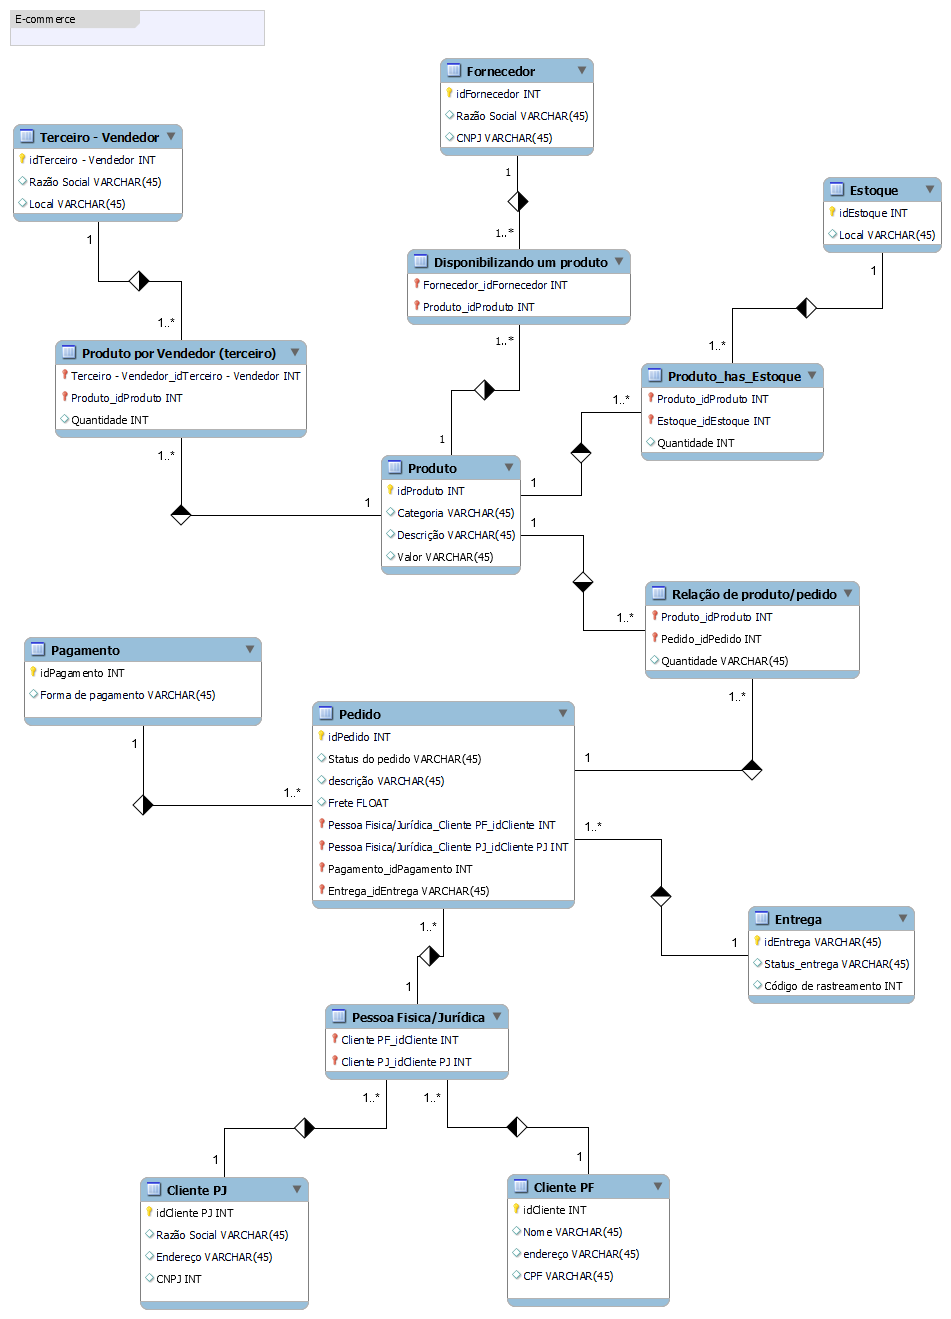 E-commerce
Fornecedor
idFornecedor INT
Razão Social VARCHAR(45)
CNPJ VARCHAR(45)
Terceiro - Vendedor
idTerceiro - Vendedor INT
Razão Social VARCHAR(45)
Local VARCHAR(45)
Estoque
idEstoque INT
Local VARCHAR(45)
1
1..*
1
1..*
1
1..*
Disponibilizando um produto
Fornecedor_idFornecedor INT
Produto_idProduto INT
Produto por Vendedor (terceiro)
Terceiro - Vendedor_idTerceiro - Vendedor INT
Produto_idProduto INT
Quantidade INT
Produto_has_Estoque
Produto_idProduto INT
Estoque_idEstoque INT
Quantidade INT
1..*
1
1..*
1
1..*
1
Produto
idProduto INT
Categoria VARCHAR(45)
Descrição VARCHAR(45)
Valor VARCHAR(45)
1
1..*
Relação de produto/pedido
Produto_idProduto INT
Pedido_idPedido INT
Quantidade VARCHAR(45)
Pagamento
idPagamento INT
Forma de pagamento VARCHAR(45)
1
1..*
1..*
1
Pedido
idPedido INT
Status do pedido VARCHAR(45)
descrição VARCHAR(45)
Frete FLOAT
Pessoa Fisica/Jurídica_Cliente PF_idCliente INT
Pessoa Fisica/Jurídica_Cliente PJ_idCliente PJ INT
Pagamento_idPagamento INT
Entrega_idEntrega VARCHAR(45)
1..*
1
Entrega
idEntrega VARCHAR(45)
Status_entrega VARCHAR(45)
Código de rastreamento INT
1..*
1
Pessoa Fisica/Jurídica
Cliente PF_idCliente INT
Cliente PJ_idCliente PJ INT
1..*
1..*
1
1
Cliente PJ
idCliente PJ INT
Razão Social VARCHAR(45)
Endereço VARCHAR(45)
CNPJ INT
Cliente PF
idCliente INT
Nome VARCHAR(45)
endereço VARCHAR(45)
CPF VARCHAR(45)